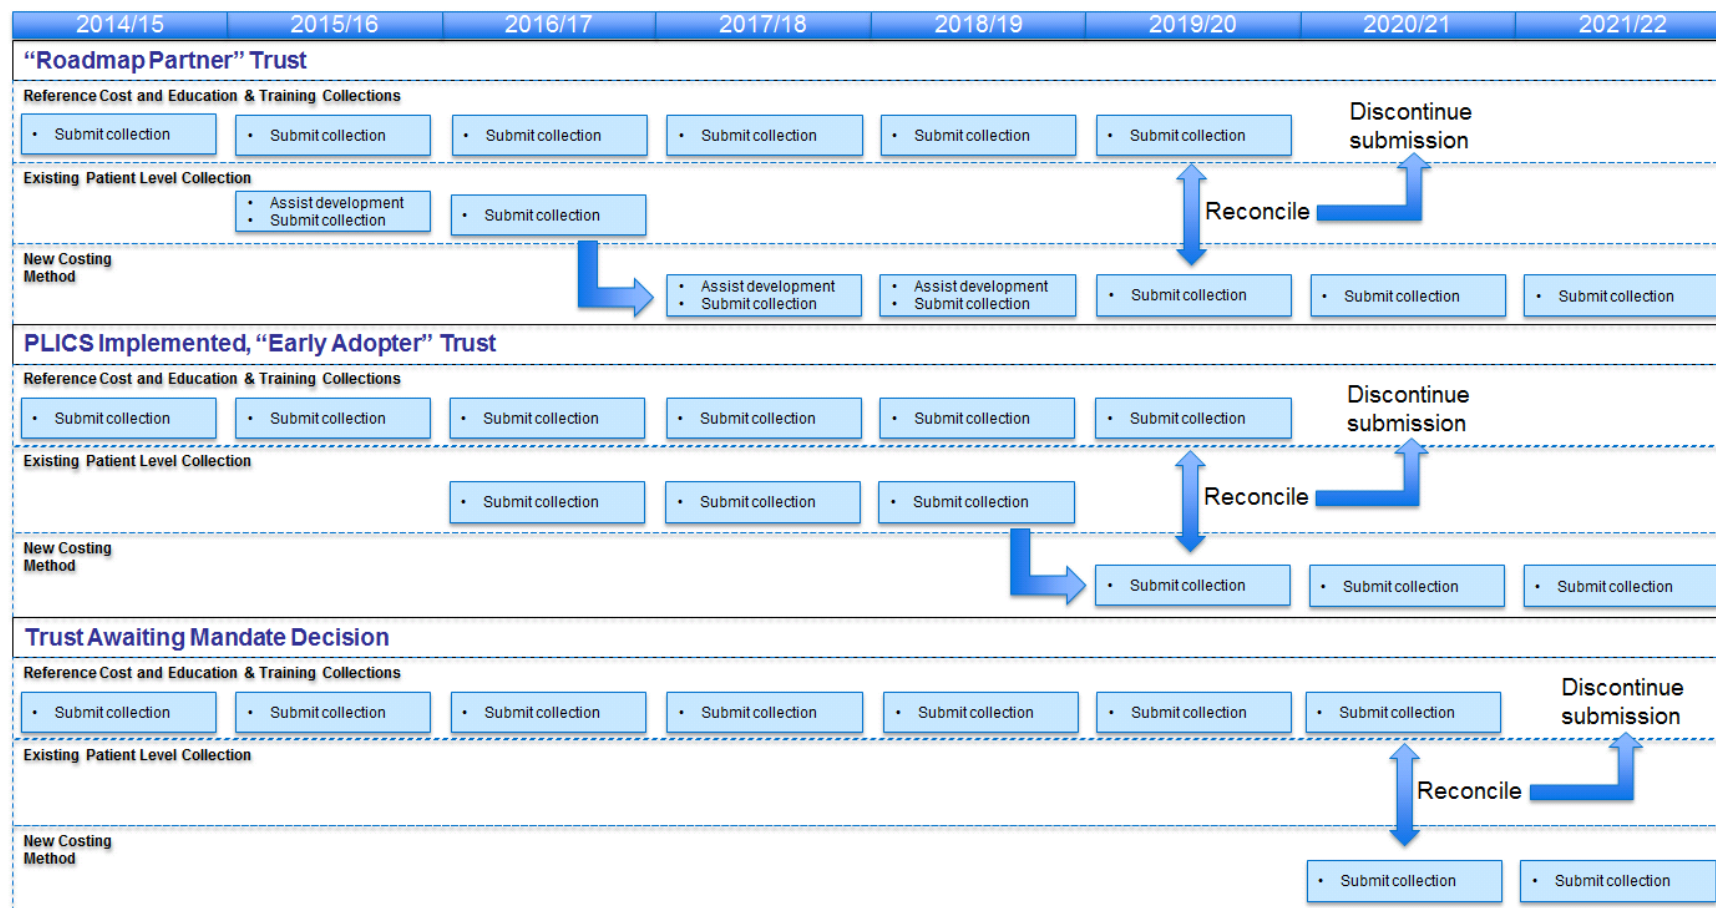 2014/15 2015/16 2016/17 2017/18 2018/19 2019/20 2020/21 2021/22
“Roadmap Partner” Trust
Reference Cost and Education & Training Collections
• Submit collection • Submit collection • Submit collection • Submit collection • Submit collection • Submit collection
Discontinue
submission
Existing Patient Level Collection
• Assist development
• Submit collection
• Submit collection
Reconcile
New Costing
Method
• Assist development
• Submit collection
• Assist development
• Submit collection
• Submit collection • Submit collection • Submit collection
PLICS Implemented, “Early Adopter” Trust
Reference Cost and Education & Training Collections
• Submit collection • Submit collection • Submit collection • Submit collection • Submit collection • Submit collection
Discontinue
submission
Existing Patient Level Collection
• Submit collection • Submit collection • Submit collection
Reconcile
New Costing
Method
• Submit collection • Submit collection • Submit collection
Trust Awaiting Mandate Decision
Reference Cost and Education & Training Collections
• Submit collection • Submit collection • Submit collection • Submit collection • Submit collection • Submit collection • Submit collection
Discontinue
submission
Existing Patient Level Collection
Reconcile
New Costing
Method
• Submit collection • Submit collection